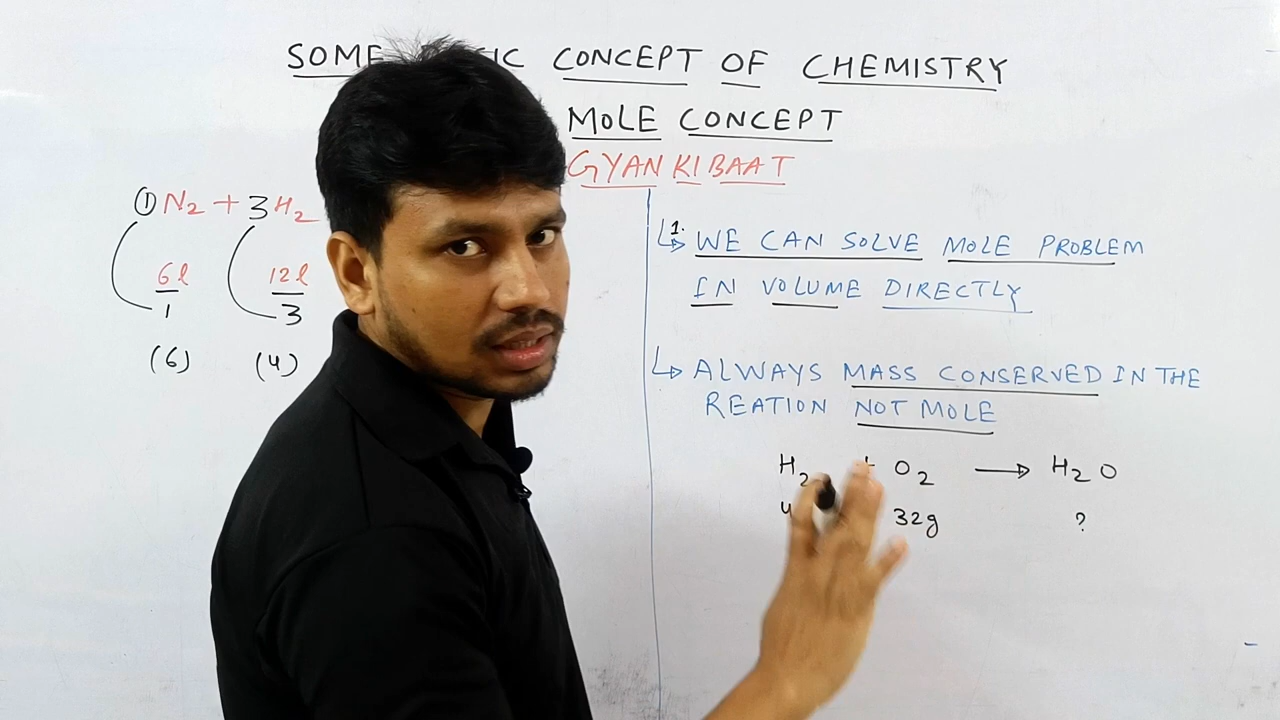 SOME CONCEPT OF CHEMISTRY
MOLE CONCEPT
GYAN KI BAAT
① N2 + 3 H2
6l 12l
1 3
(6) (4)
1. WE CAN SOLVE MOLE PROBLEM
IN VOLUME DIRECTLY
ALWAYS MASS CONSERVED IN THE
REATION NOT MOLE
H2 + O2 → H2O
4 32g ?